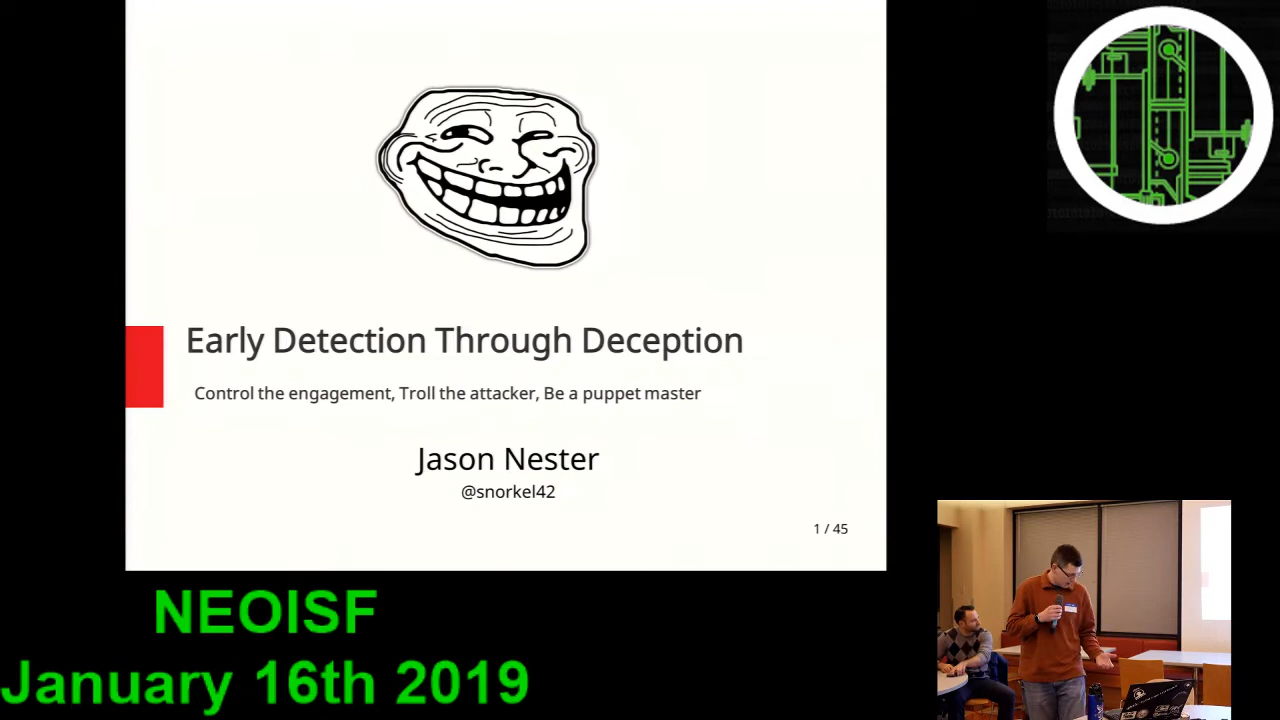 Early Detection Through Deception
Control the engagement, Troll the attacker, Be a puppet master
Jason Nester
@snorkel42
1 / 45
NEOISF
January 16th 2019